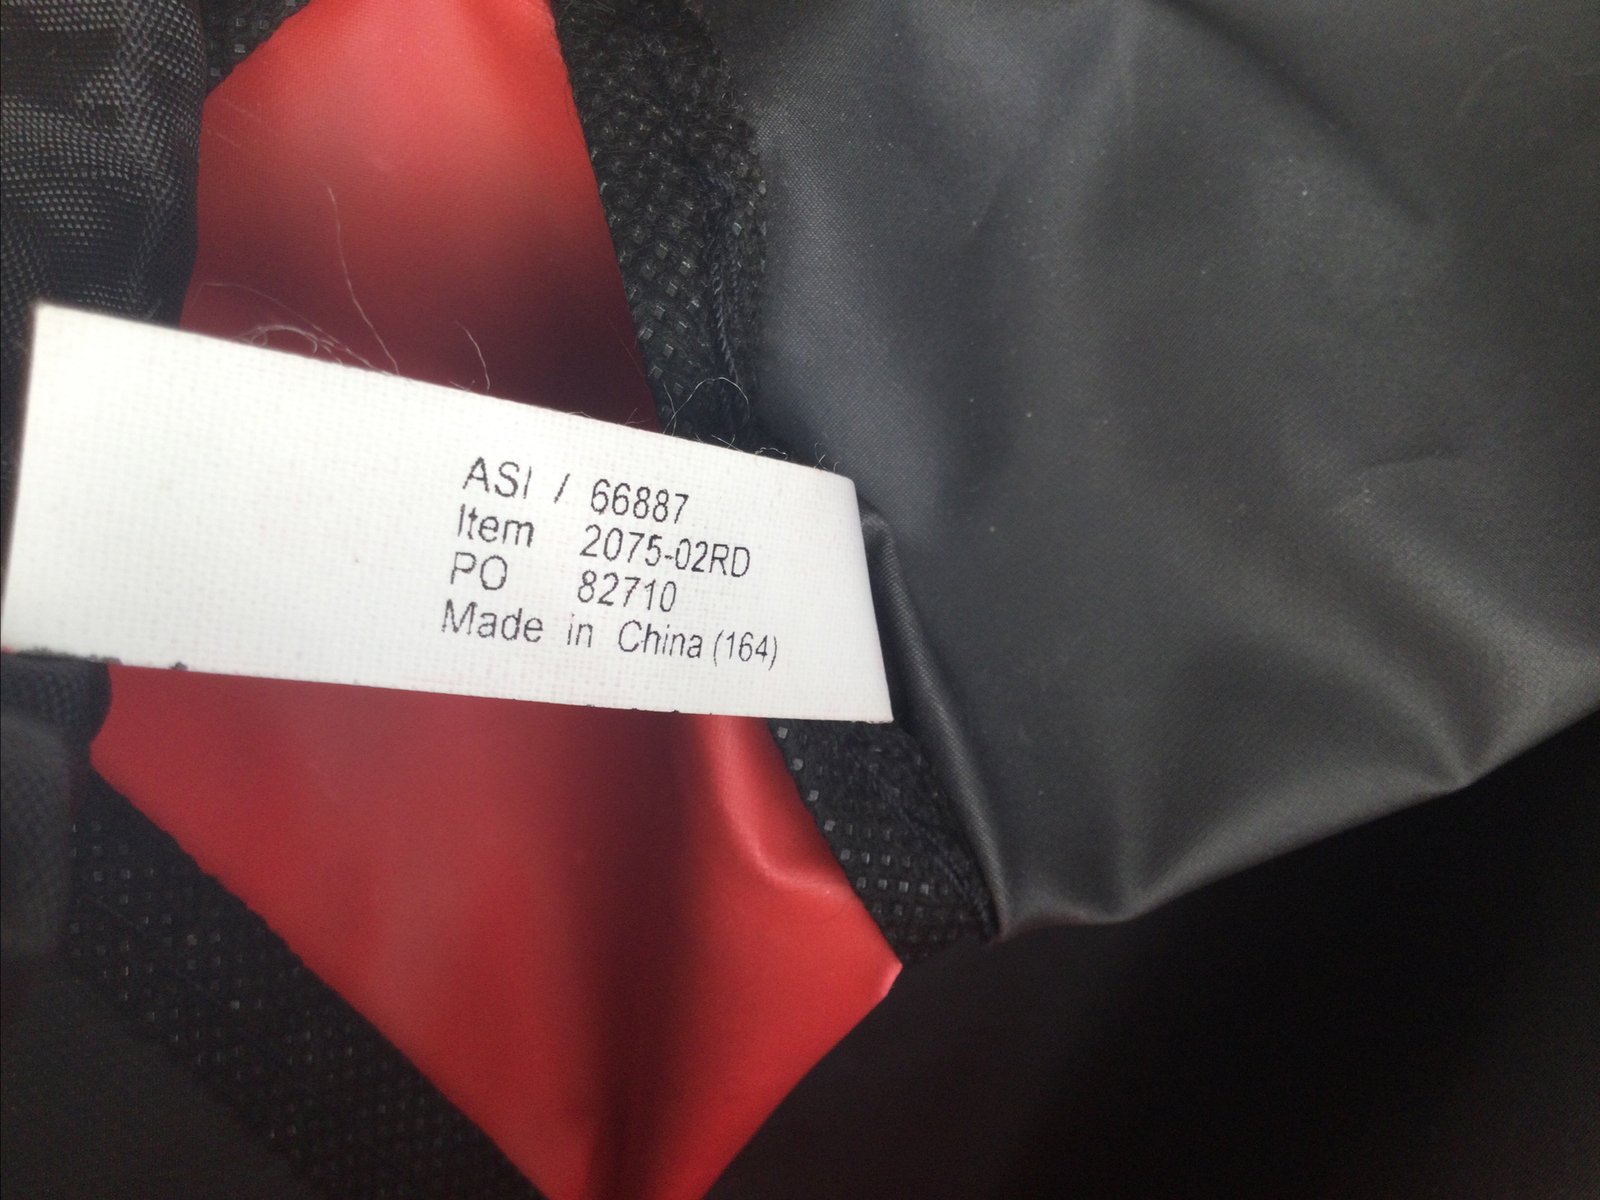 ASI / 66887
Item 2075-02RD
PO 82710
Made in China (164)